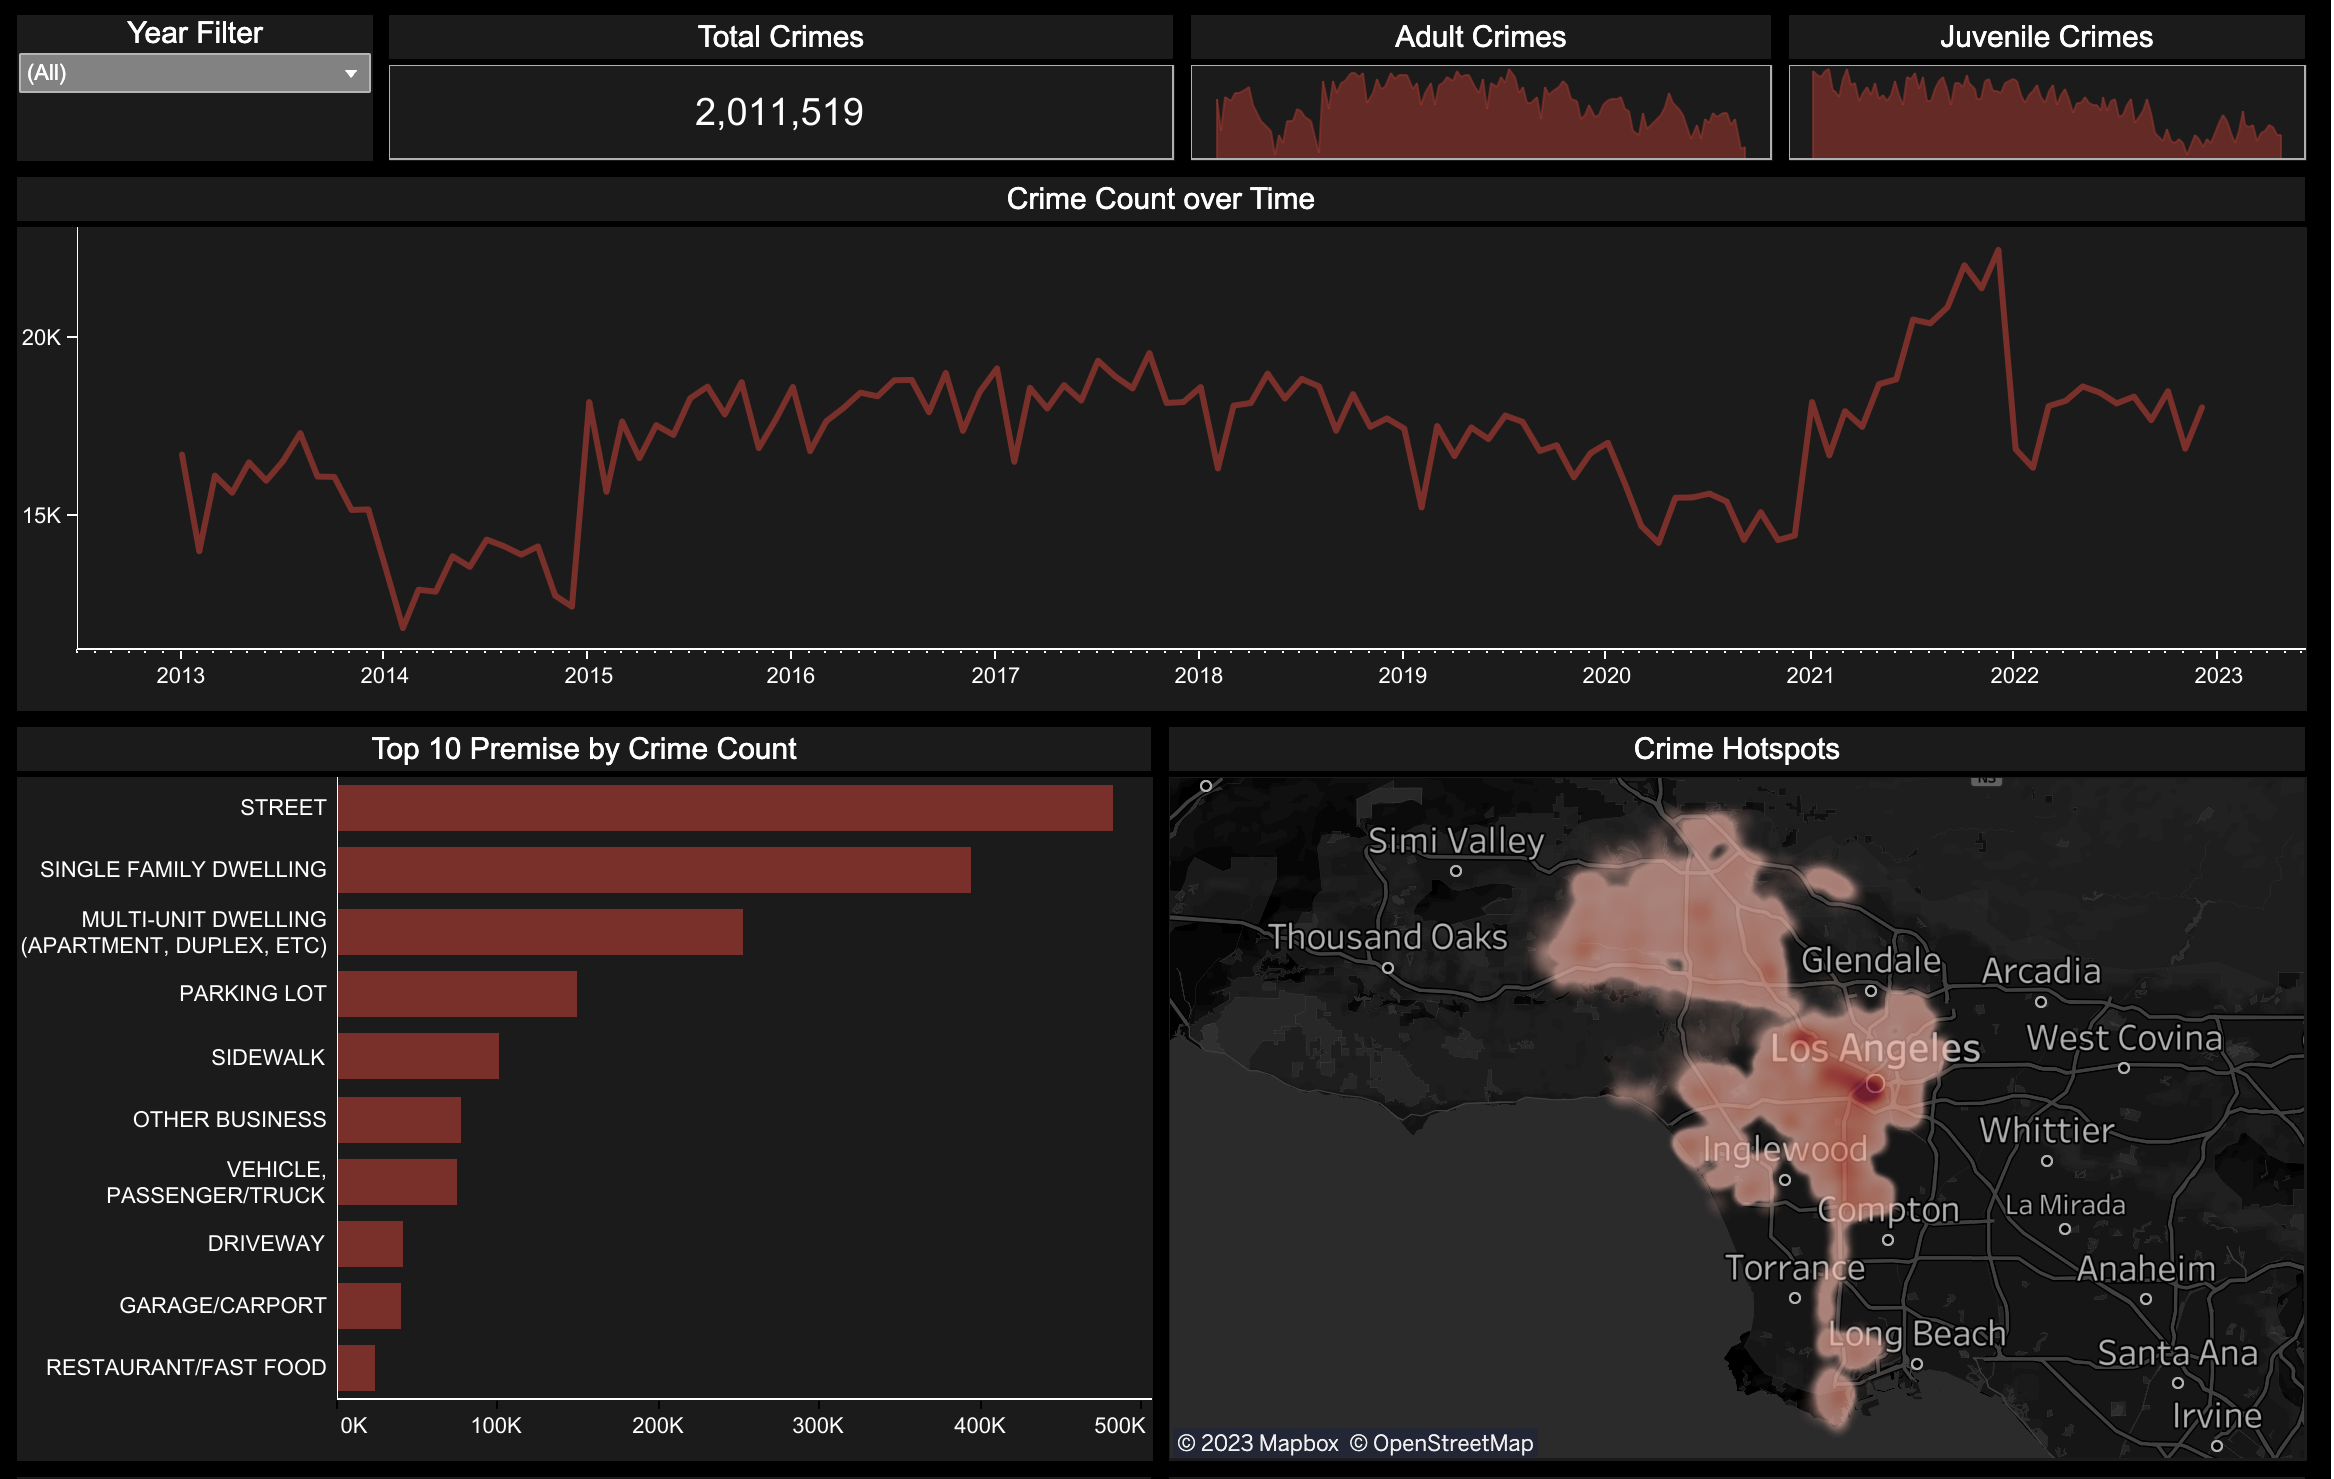 Year Filter
(All)
Total Crimes
2,011,519
Adult Crimes
Juvenile Crimes
Crime Count over Time
20K
15K
2013
2014
2015
2016
2017
2018
2019
2020
2021
2022
2023
Top 10 Premise by Crime Count
STREET
SINGLE FAMILY DWELLING
MULTI-UNIT DWELLING
(APARTMENT, DUPLEX, ETC)
PARKING LOT
SIDEWALK
OTHER BUSINESS
VEHICLE,
PASSENGER/TRUCK
DRIVEWAY
GARAGE/CARPORT
RESTAURANT/FAST FOOD
0K
100K
200K
300K
400K
500K
Crime Hotspots
Simi Valley
Thousand Oaks
Glendale
Arcadia
Los Angeles
West Covina
Inglewood
Whittier
Compton
La Mirada
Torrance
Anaheim
Long Beach
Santa Ana
Irvine
© 2023 Mapbox © OpenStreetMap